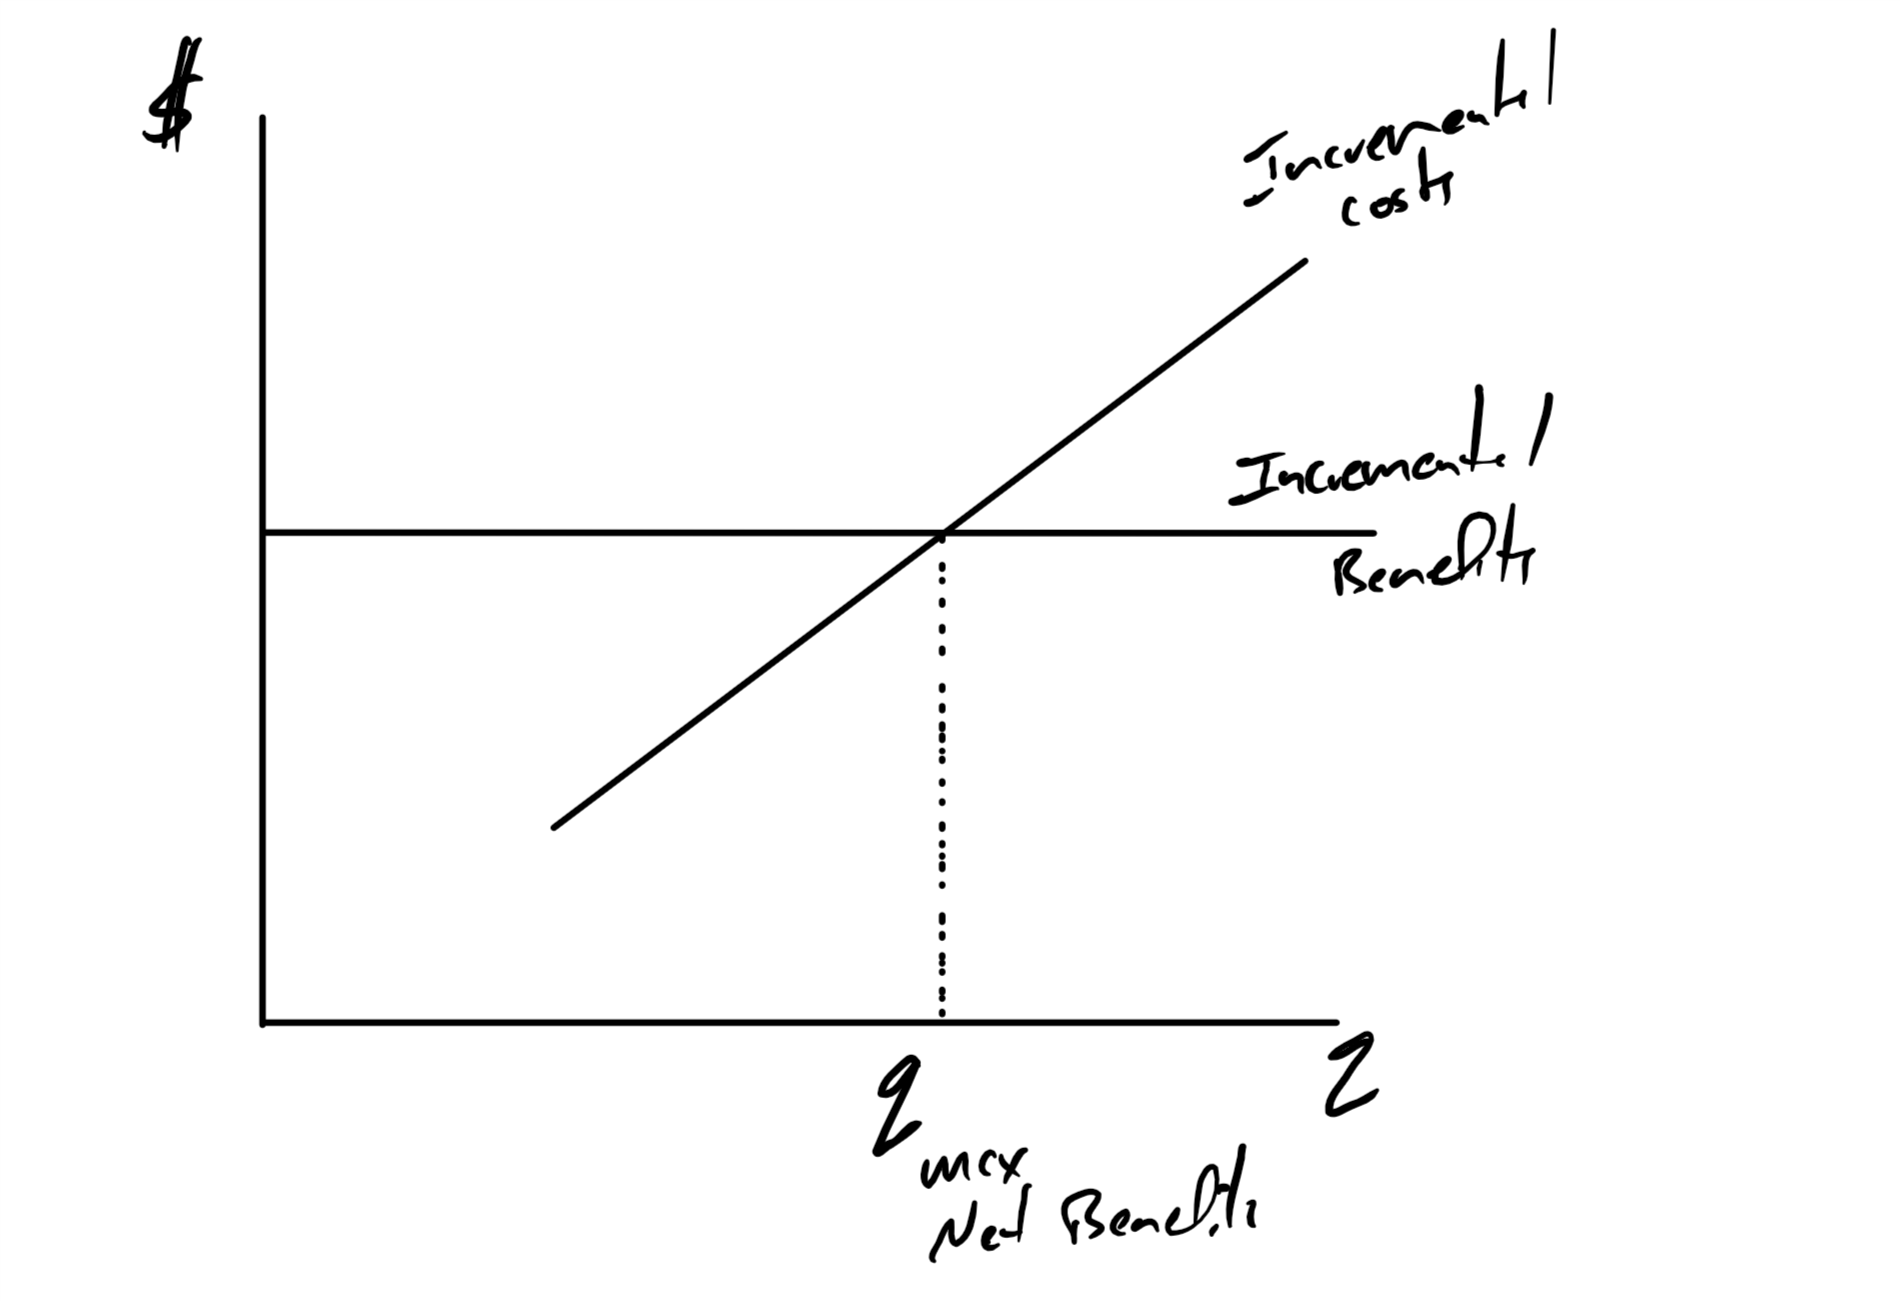 $
Incremental
costs
Incremental
Benefits
q
q
max
Net Benefits